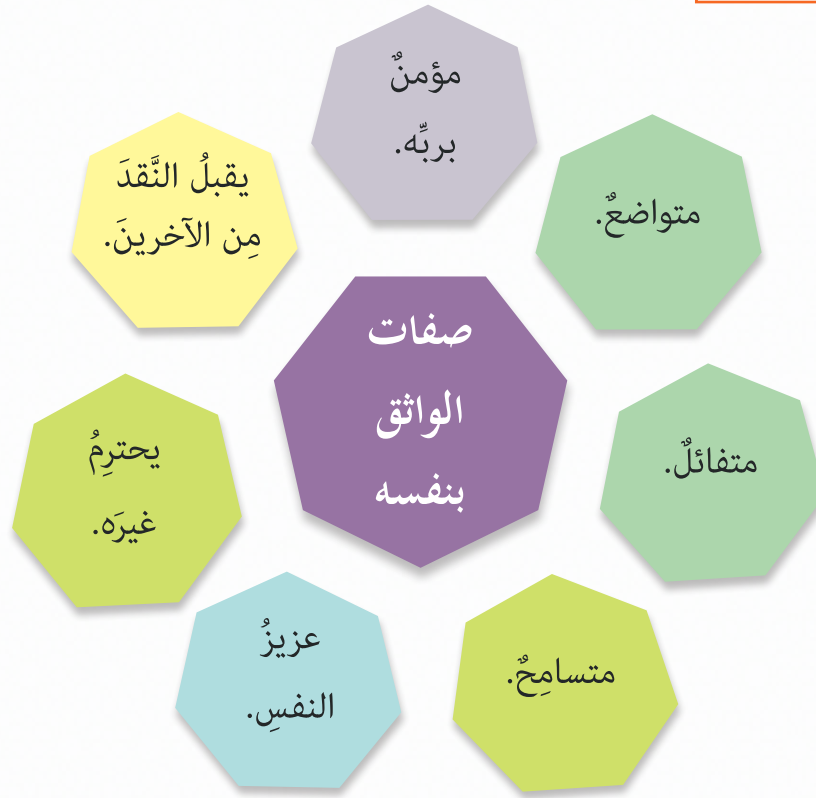 صفات
الواثق
بنفسه
مؤمنٌ
بربِّه.
متواضعٌ.
متفائلٌ.
متسامِحٌ.
عزيزُ
النفسِ.
يحترِمُ
غيرَه.
يقبلُ النَّقدَ
مِن الآخرينَ.